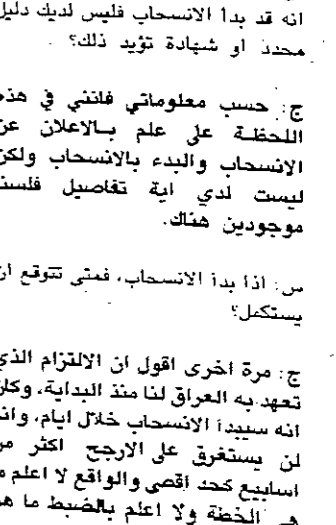 انه قد بدأ الانسحاب فليس لديك دليل
محدد او شهادة تؤيد ذلك؟
ج: حسب معلوماتي فانني في هذه
اللحظة على علم بالاعلان عن
الانسحاب والبدء بالانسحاب ولكن
ليست لدي اية تفاصيل فلسنا
موجودين هناك.
س: اذا بدأ الانسحاب، فمتى تتوقع ان
يستكمل؟
ج: مرة اخرى اقول ان الالتزام الذي
تعهد به العراق لنا منذ البداية، وكان
انه سيبدأ الانسحاب خلال ايام، وانه
لن يستغرق على الارجح اكثر من
اسابيع كحد اقصى والواقع لا اعلم ما
هي الخطة ولا اعلم بالضبط ما هو